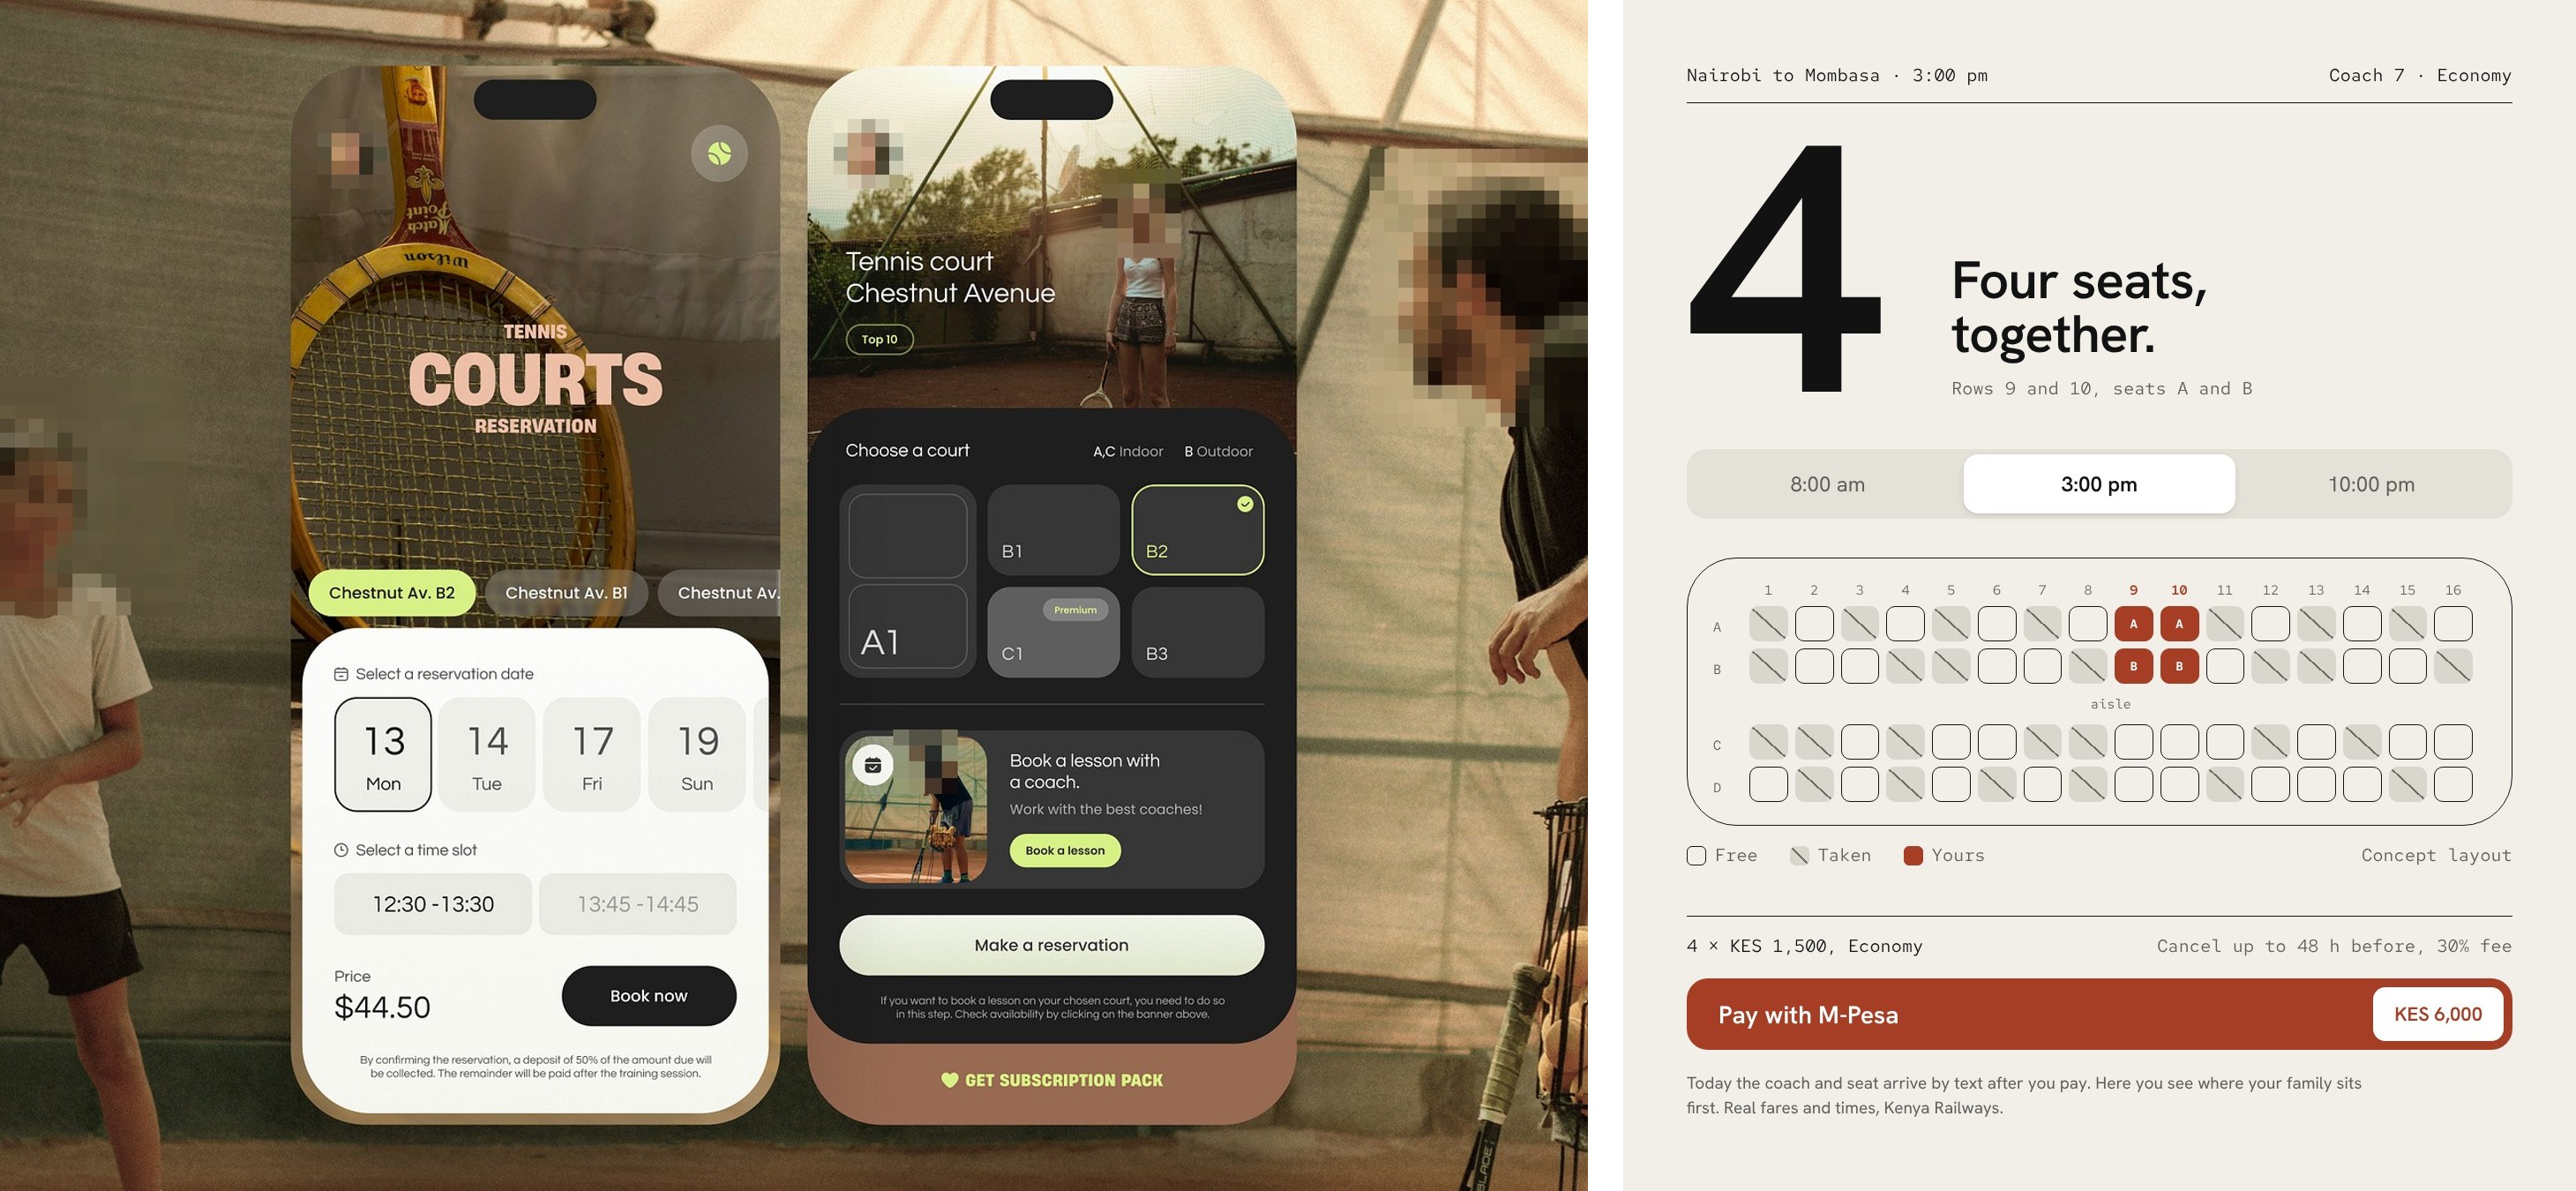 Match
Point
Wilson
TENNIS
COURTS
RESERVATION
Chestnut Av. B2
Chestnut Av. B1
Chestnut Av.
Select a reservation date
13 14 17 19
Mon Tue Fri Sun
Select a time slot
12:30 -13:30
13:45 -14:45
Price
$44.50
Book now
By confirming the reservation, a deposit of 50% of the amount due will
be collected. The remainder will be paid after the training session.
Tennis court
Chestnut Avenue
Top 10
Choose a court
A,C Indoor B Outdoor
B1
B2
A1
Premium
C1
B3
Book a lesson with
a coach.
Work with the best coaches!
Book a lesson
Make a reservation
If you want to book a lesson on your chosen court, you need to do so
in this step. Check availability by clicking on the banner above.
GET SUBSCRIPTION PACK
BLADE
Nairobi to Mombasa · 3:00 pm
Coach 7 · Economy
4
Four seats,
together.
Rows 9 and 10, seats A and B
8:00 am
3:00 pm
10:00 pm
1 2 3 4 5 6 7 8 9 10 11 12 13 14 15 16
A A A
B B B
aisle
C
D
Free
Taken
Yours
Concept layout
4 × KES 1,500, Economy
Cancel up to 48 h before, 30% fee
Pay with M-Pesa
KES 6,000
Today the coach and seat arrive by text after you pay. Here you see where your family sits
first. Real fares and times, Kenya Railways.